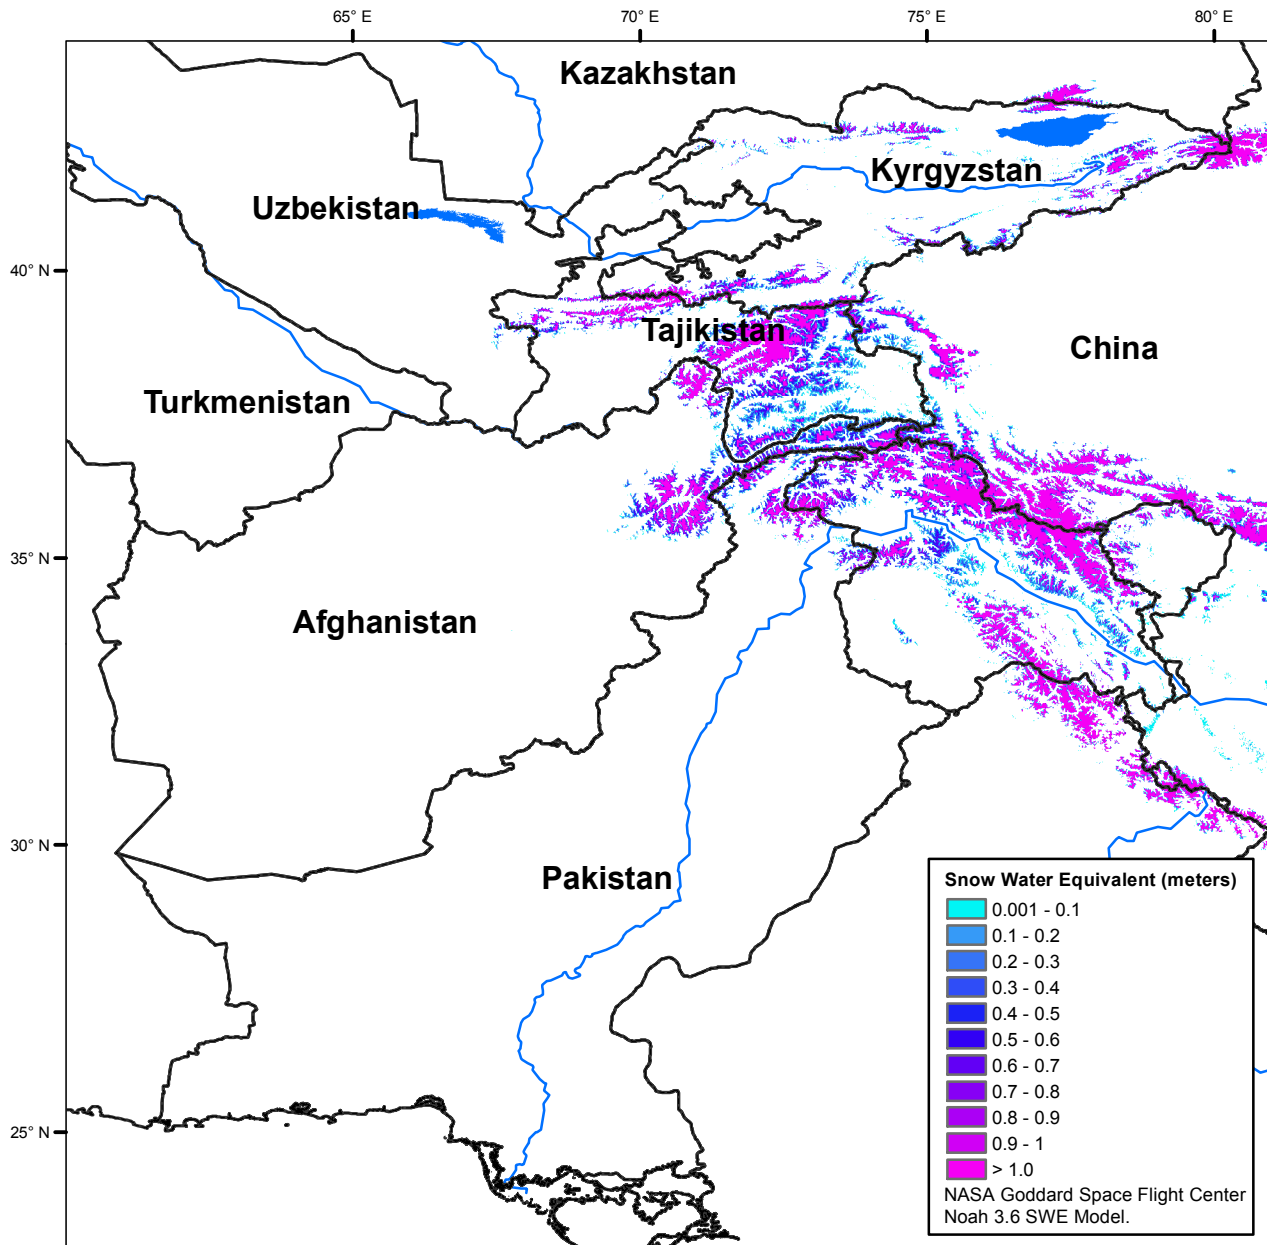 65° E
70° E
75° E
80° E
Kazakhstan
Kyrgyzstan
Uzbekistan
40° N
Tajikistan
China
Turkmenistan
35° N
Afghanistan
30° N
Pakistan
25° N
Snow Water Equivalent (meters)
0.001 - 0.1
0.1 - 0.2
0.2 - 0.3
0.3 - 0.4
0.4 - 0.5
0.5 - 0.6
0.6 - 0.7
0.7 - 0.8
0.8 - 0.9
0.9 - 1
> 1.0
NASA Goddard Space Flight Center
Noah 3.6 SWE Model.